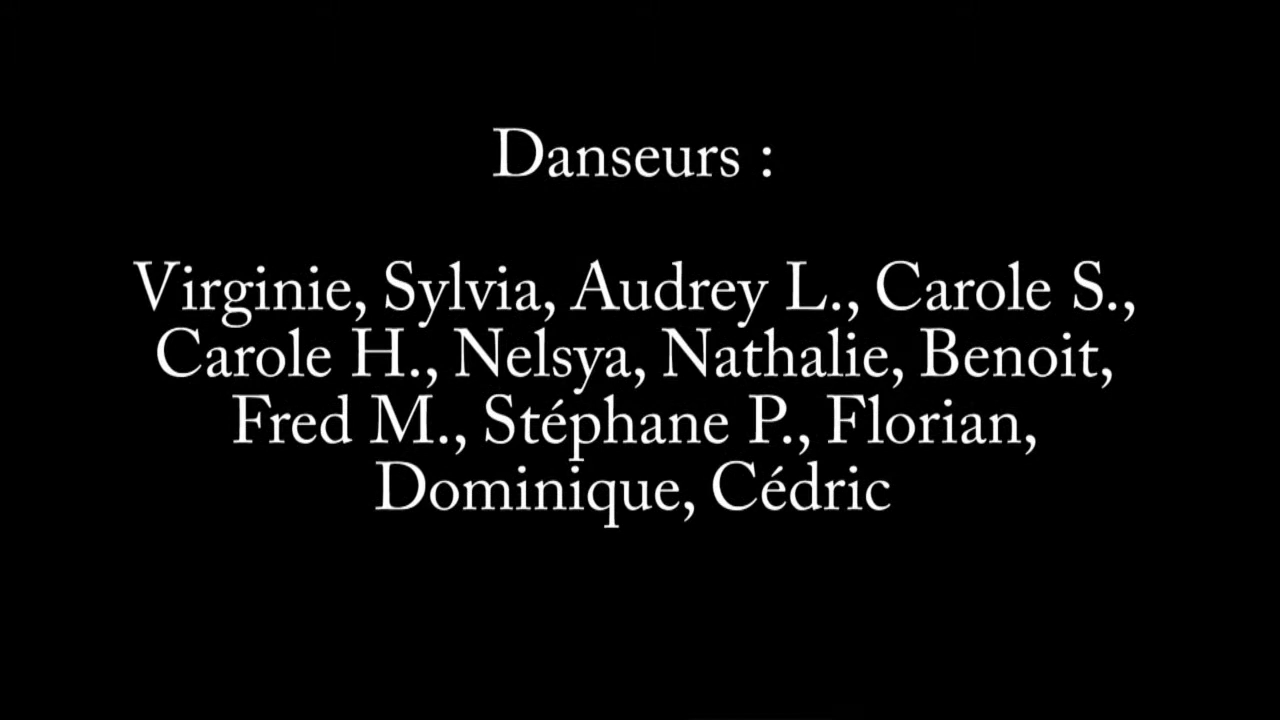 Danseurs :
Virginie, Sylvia, Audrey L., Carole S.,
Carole H., Nelsya, Nathalie, Benoit,
Fred M., Stéphane P., Florian,
Dominique, Cédric